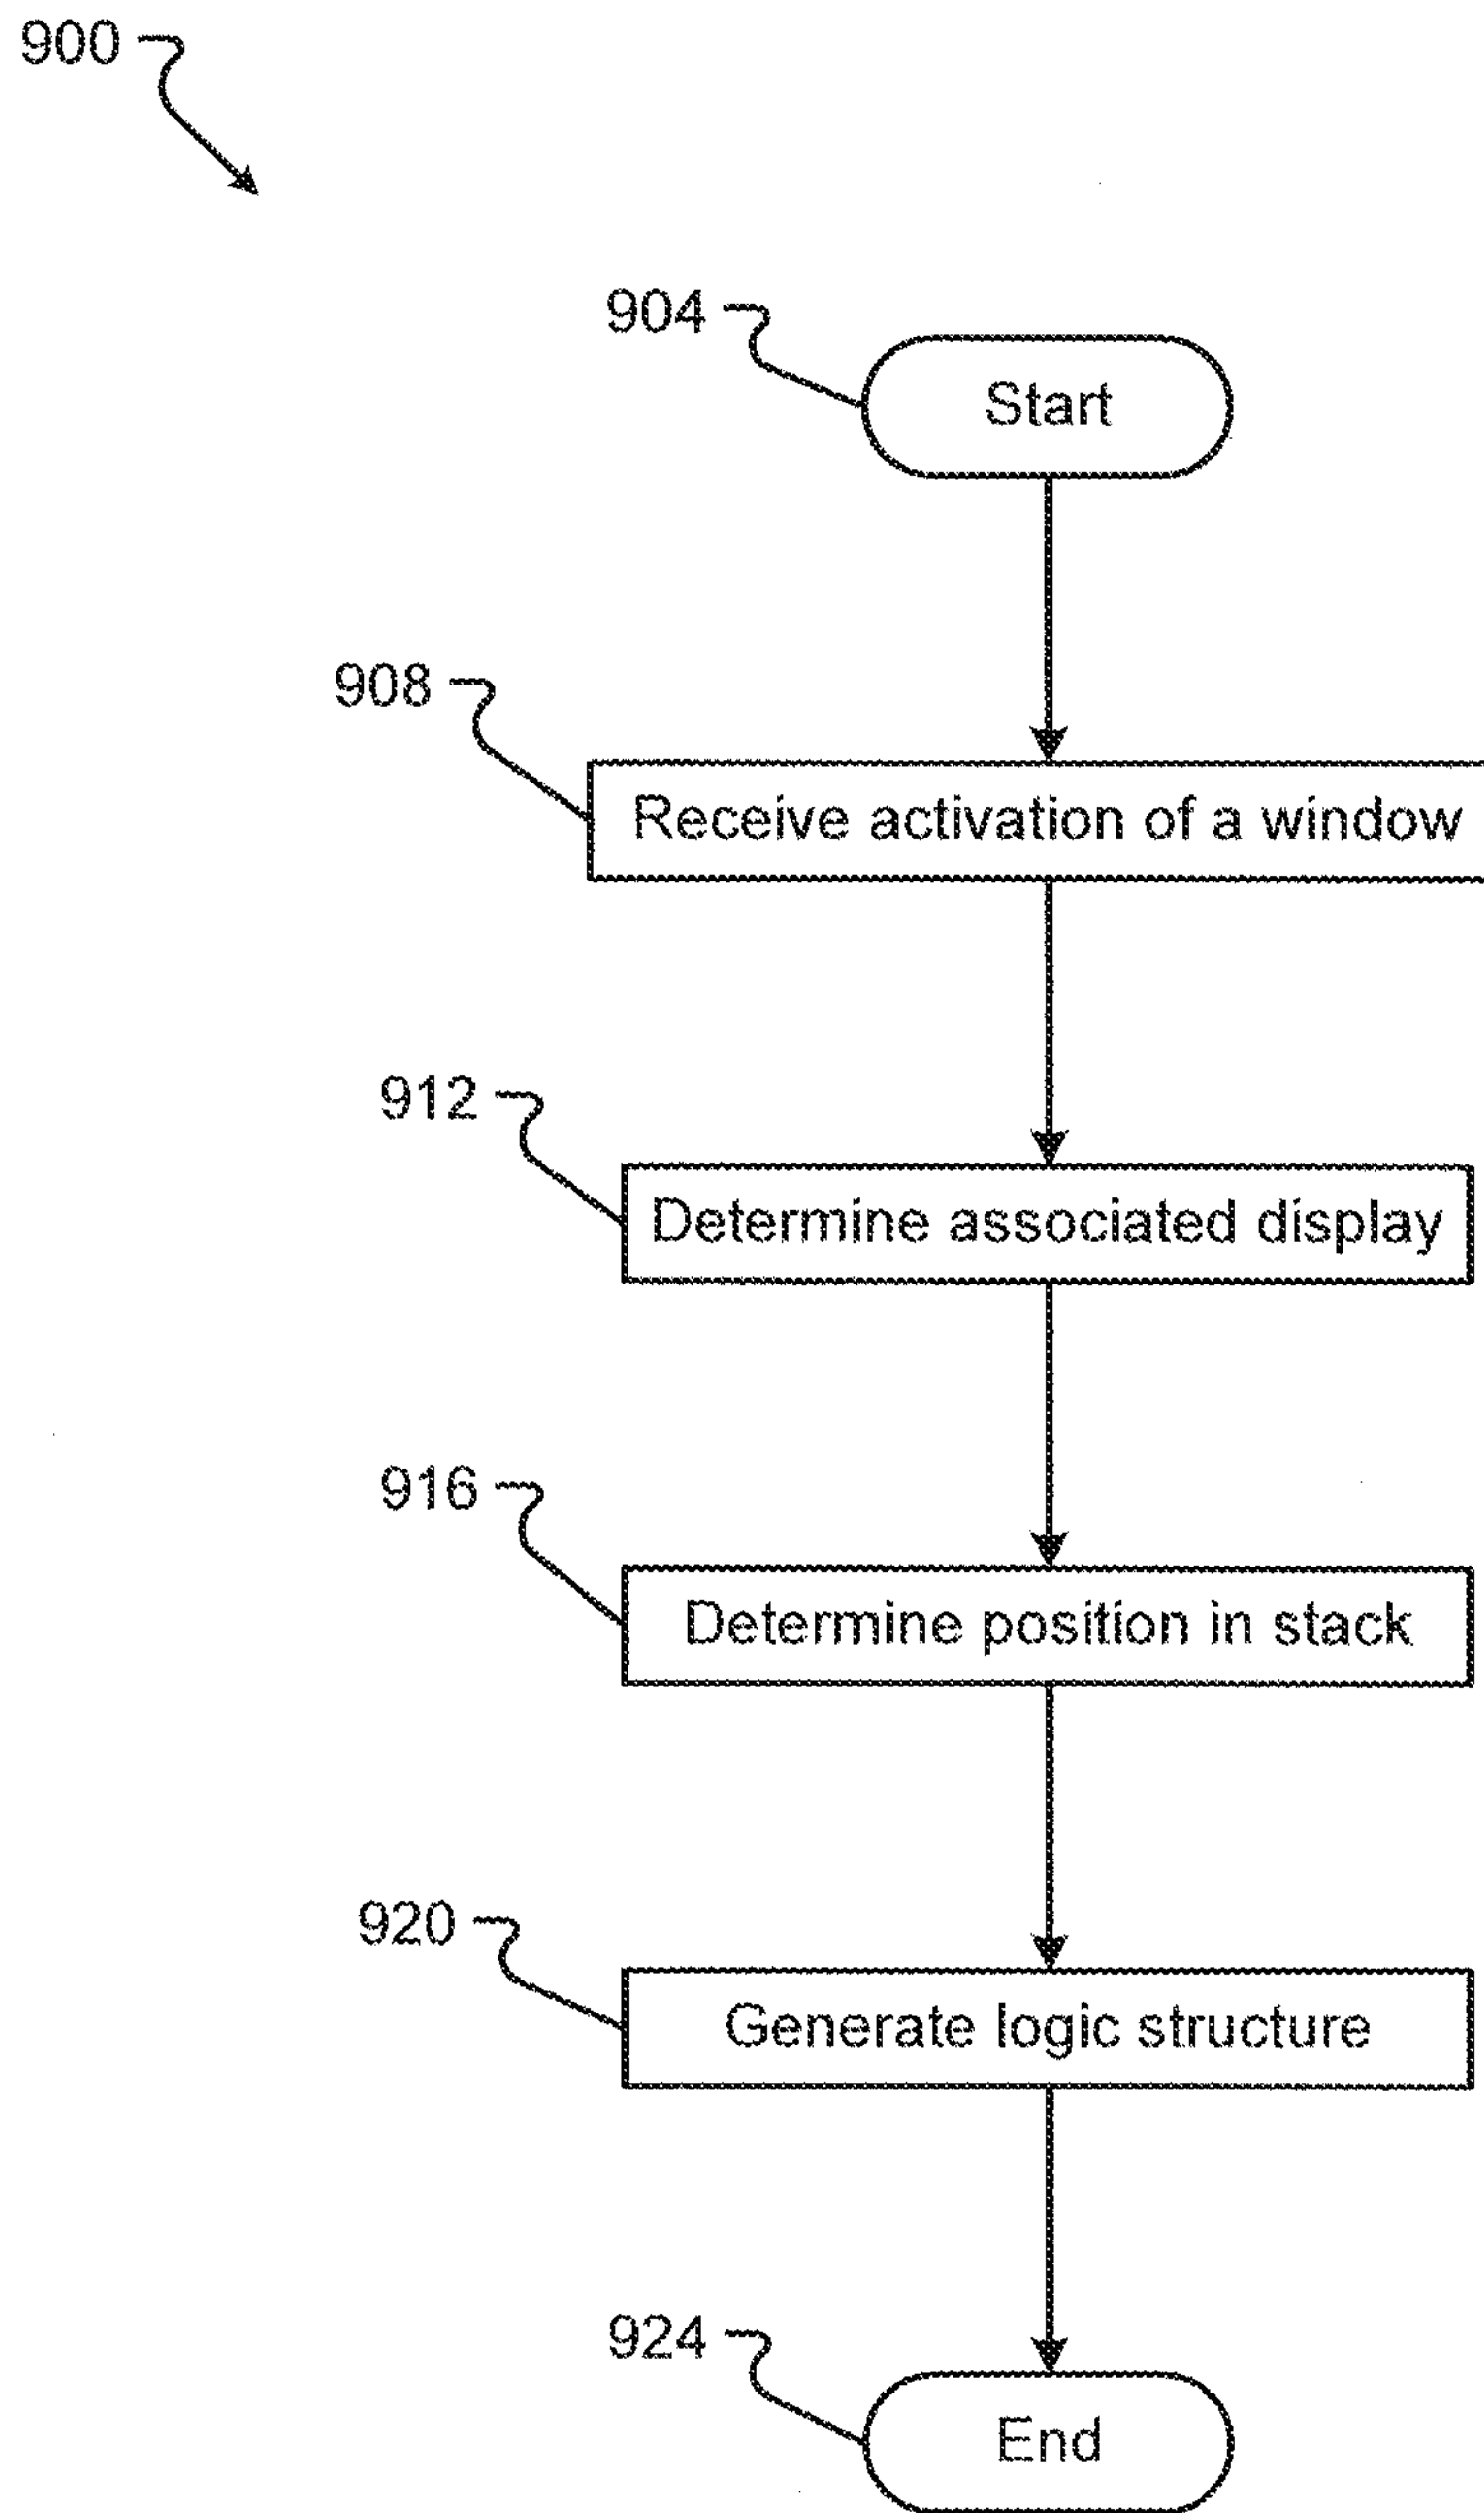 900
904
Start
908
Receive activation of a window
912
Determine associated display
916
Determine position in stack
920
Generate logic structure
924
End